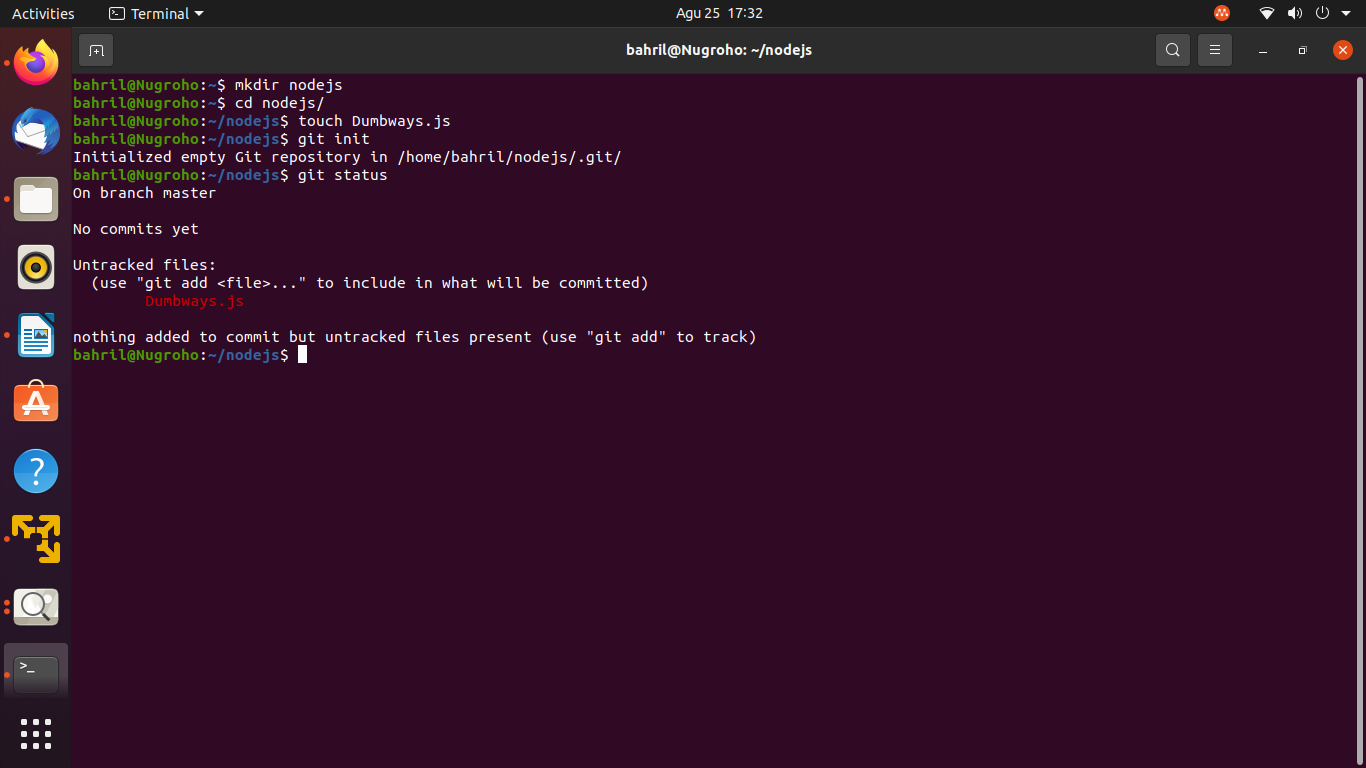 Activities
Terminal
Agu 25 17:32
bahril@Nugroho: ~/nodejs
bahril@Nugroho:~$ mkdir nodejs
bahril@Nugroho:~$ cd nodejs/
bahril@Nugroho:~/nodejs$ touch Dumbways.js
bahril@Nugroho:~/nodejs$ git init
Initialized empty Git repository in /home/bahril/nodejs/.git/
bahril@Nugroho:~/nodejs$ git status
On branch master
No commits yet
Untracked files:
(use "git add <file>..." to include in what will be committed)
Dumbways.js
nothing added to commit but untracked files present (use "git add" to track)
bahril@Nugroho:~/nodejs$